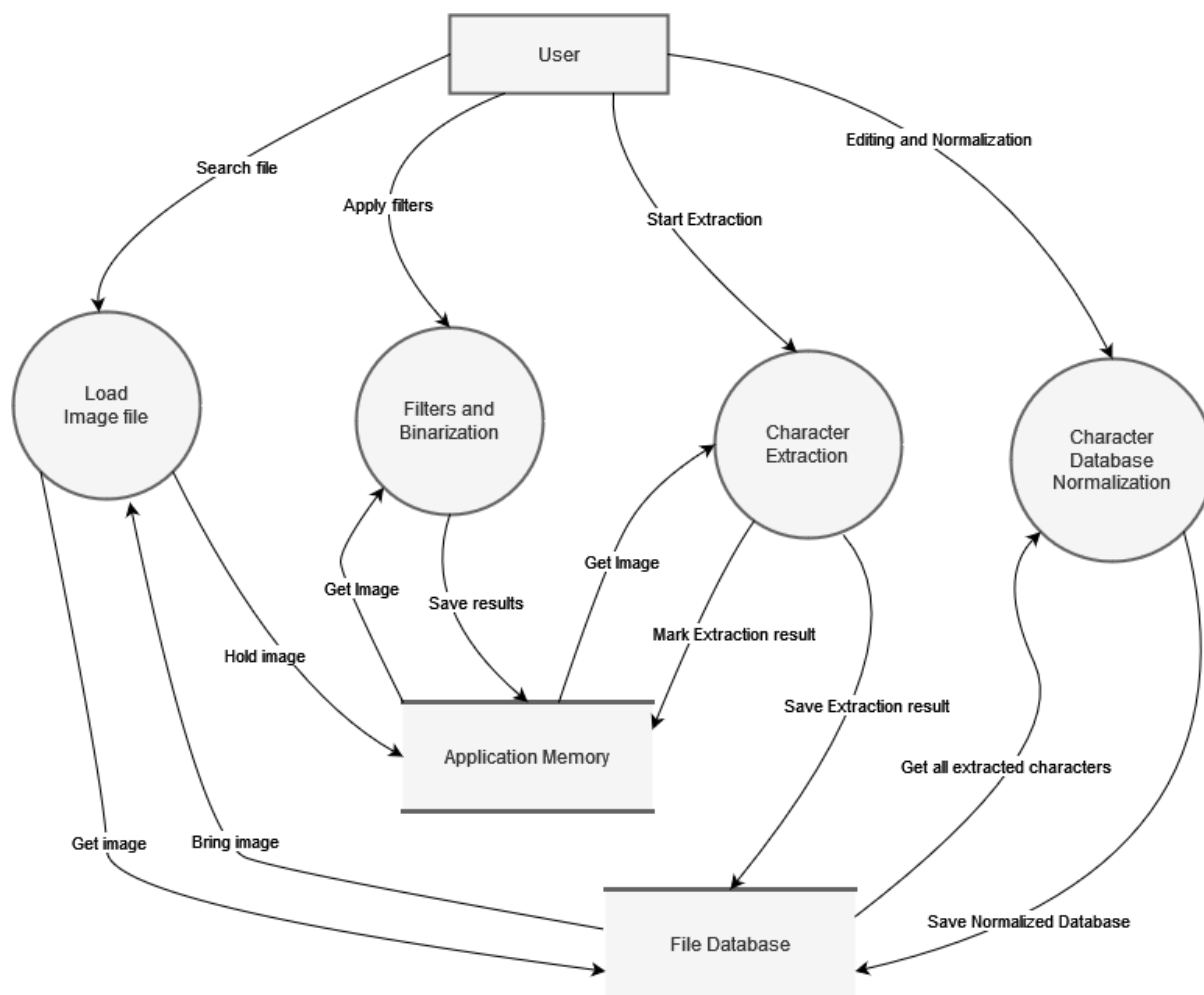 User
Editing and Normalization
Search file
Apply filters
Start Extraction
Load
Image file
Filters and
Binarization
Character
Extraction
Character
Database
Normalization
Get Image
Get Image
Save results
Mark Extraction result
Hold image
Save Extraction result
Application Memory
Get all extracted characters
Get image
Bring image
Save Normalized Database
File Database